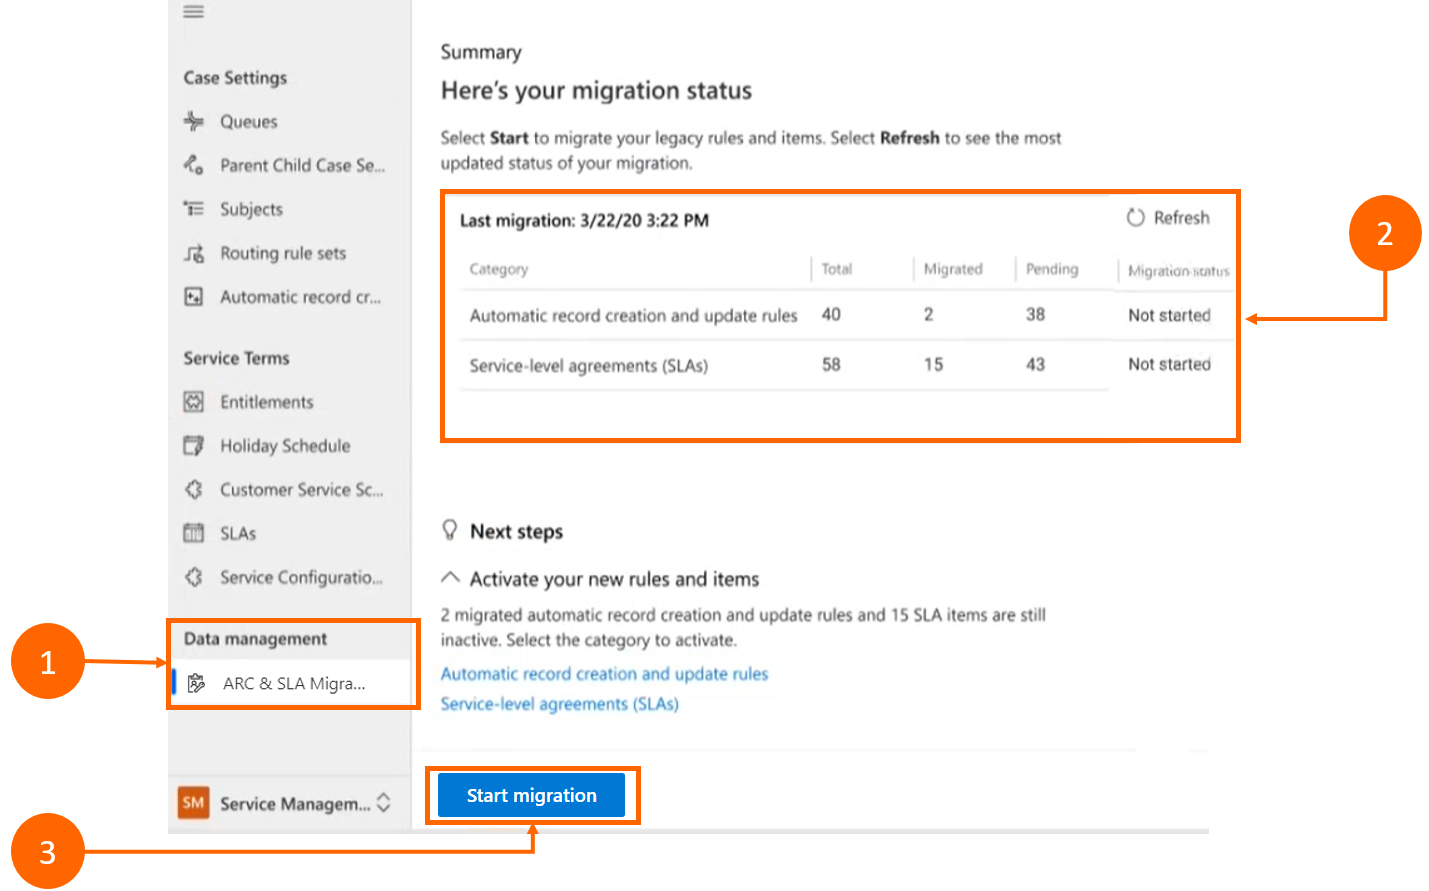 Case Settings
Queues
Parent Child Case Se...
Subjects
Routing rule sets
Automatic record cr...
Service Terms
Entitlements
Holiday Schedule
Customer Service Sc...
SLAs
Service Configuratio...
Data management
ARC & SLA Migra...
SM Service Managem...
1
Summary
Here's your migration status
Select Start to migrate your legacy rules and items. Select Refresh to see the most
updated status of your migration.
Last migration: 3/22/20 3:22 PM Refresh
Category Total Migrated Pending Migration status
Automatic record creation and update rules 40 2 38 Not started
Service-level agreements (SLAs) 58 15 43 Not started
2
Next steps
Activate your new rules and items
2 migrated automatic record creation and update rules and 15 SLA items are still
inactive. Select the category to activate.
Automatic record creation and update rules
Service-level agreements (SLAs)
Start migration
3